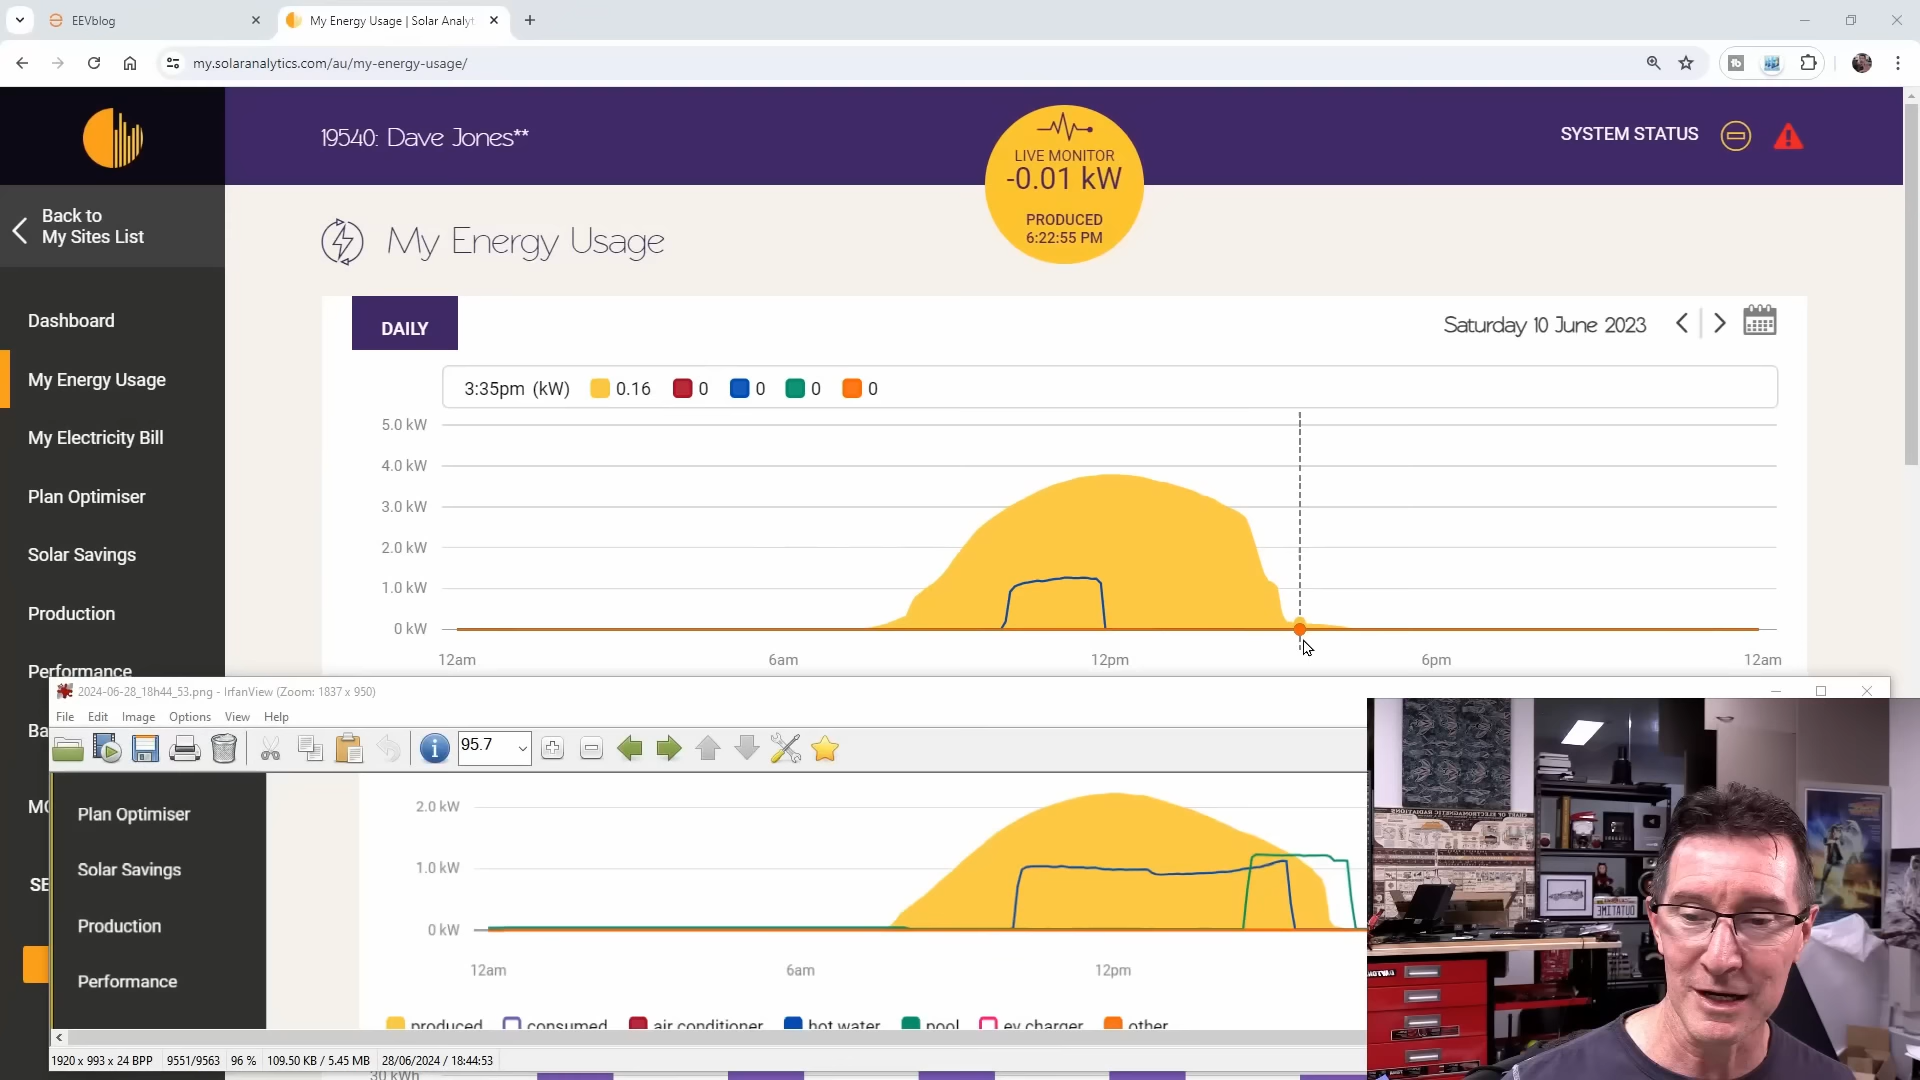 EEVblog
My Energy Usage | Solar Analyt
my.solaranalytics.com/au/my-energy-usage/
19540: Dave Jones**
LIVE MONITOR
-0.01 kW
PRODUCED
6:22:55 PM
SYSTEM STATUS
Back to
My Sites List
My Energy Usage
Dashboard
My Energy Usage
My Electricity Bill
Plan Optimiser
Solar Savings
Production
Performance
Ba
MO
SE
DAILY
Saturday 10 June 2023
3:35pm (kW) 0.16 0 0 0 0
5.0 kW
4.0 kW
3.0 kW
2.0 kW
1.0 kW
0 kW
12am 6am 12pm 6pm 12am
2024-06-28_18h44_53.png - IrfanView (Zoom: 1837 x 950)
File Edit Image Options View Help
95.7
Plan Optimiser
Solar Savings
Production
Performance
2.0 kW
1.0 kW
0 kW
12am 6am 12pm
produced consumed air conditioner hot water pool ev charger other
1920 x 993 x 24 BPP 9551/9563 96 % 109.50 KB / 5.45 MB 28/06/2024 / 18:44:53
30 kWh
OUTATIME